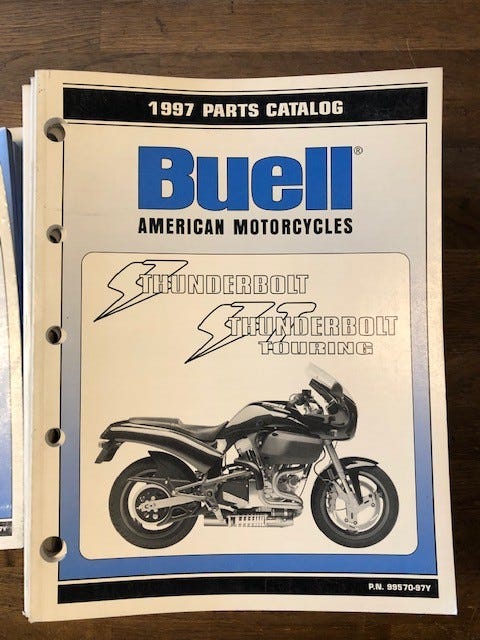 1997 PARTS CATALOG
Buell®
AMERICAN MOTORCYCLES
S THUNDERBOLT
ST THUNDERBOLT
TOURING
P.N. 99570-97Y